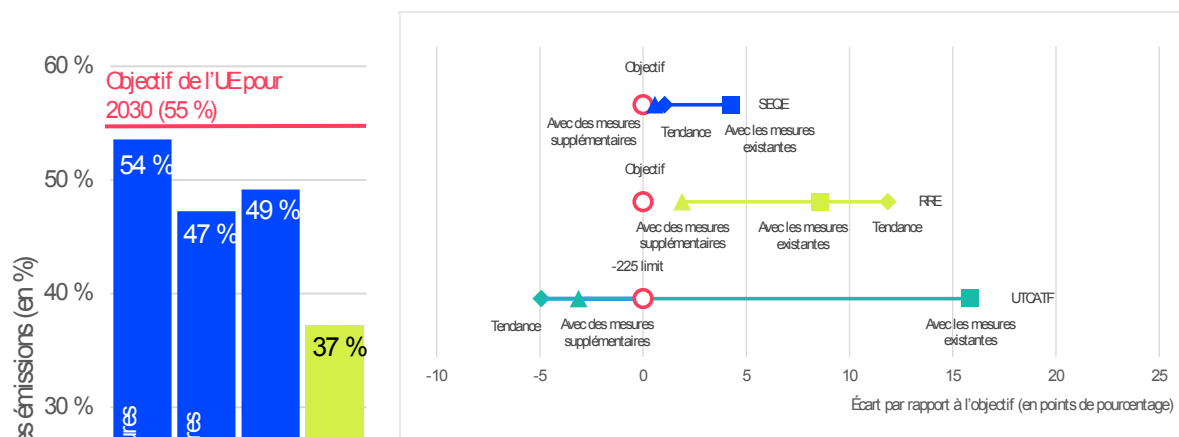 60 %
Objectif de l'UE pour
2030 (55 %)
54 %
50 %
49 %
47 %
40 %
37 %
30 %
émissions (en %)
Objectif
SEQE
Avec des mesures
supplémentaires
Tendance
Avec les mesures
existantes
Objectif
RRE
Avec des mesures
supplémentaires
Avec les mesures
existantes
Tendance
-225 limit
UTCATF
Tendance
Avec des mesures
supplémentaires
Avec les mesures
existantes
-10
-5
0
5
10
15
20
25
Écart par rapport à l'objectif (en points de pourcentage)